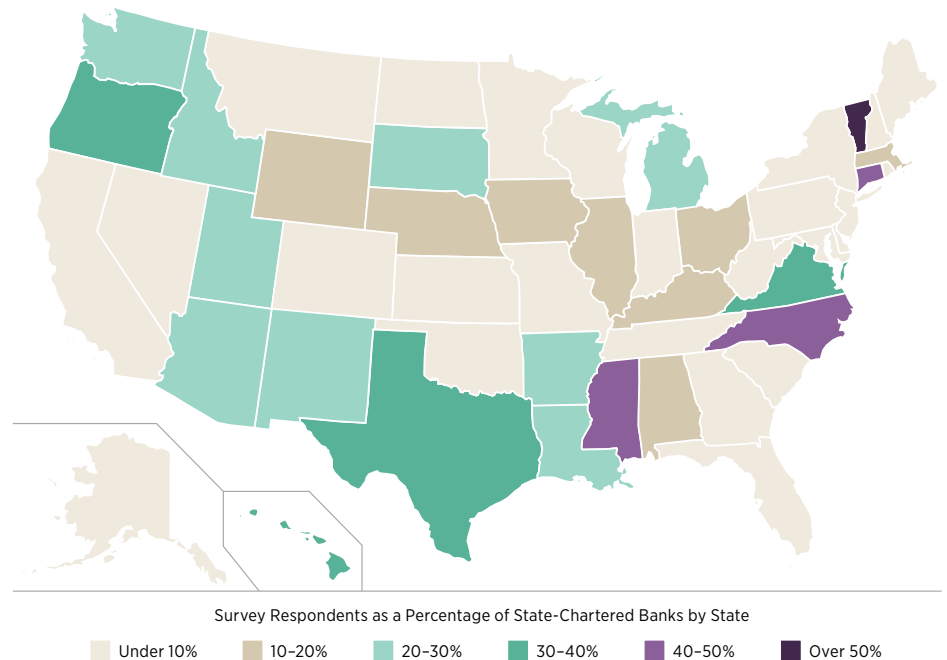 Survey Respondents as a Percentage of State-Chartered Banks by State
Under 10% 10–20% 20–30% 30–40% 40–50% Over 50%